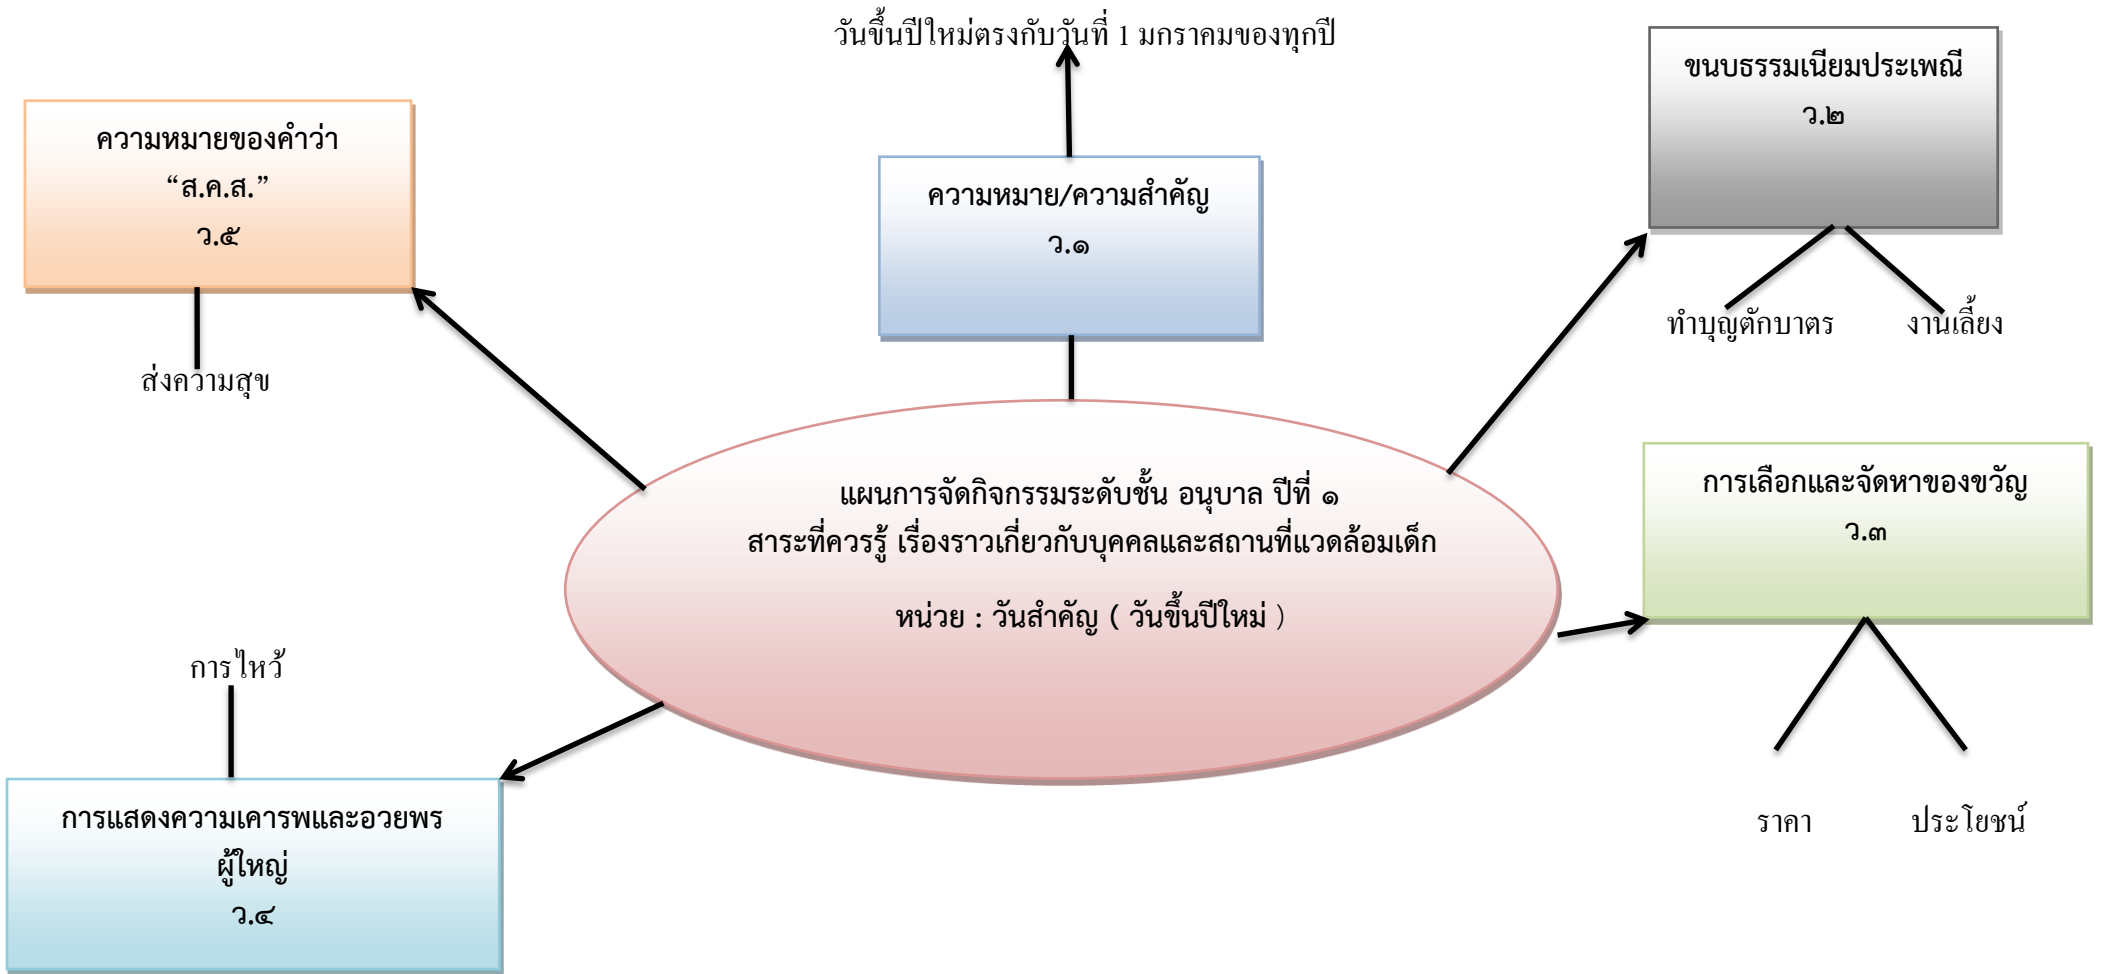 วันขึ้นปีใหม่ตรงกับวันที่ 1 มกราคมของทุกปี
ความหมายของคำว่า
“ส.ค.ส.”
ว.๕
ส่งความสุข
ความหมาย/ความสำคัญ
ว.๑
ขนบธรรมเนียมประเพณี
ว.๒
ทำบุญตักบาตร
งานเลี้ยง
แผนการจัดกิจกรรมระดับชั้น อนุบาล ปีที่ ๑
สาระที่ควรรู้ เรื่องราวเกี่ยวกับบุคคลและสถานที่แวดล้อมเด็ก
หน่วย : วันสำคัญ ( วันขึ้นปีใหม่ )
การเลือกและจัดหาของขวัญ
ว.๓
ราคา
ประโยชน์
การไหว้
การแสดงความเคารพและอวยพร
ผู้ใหญ่
ว.๔